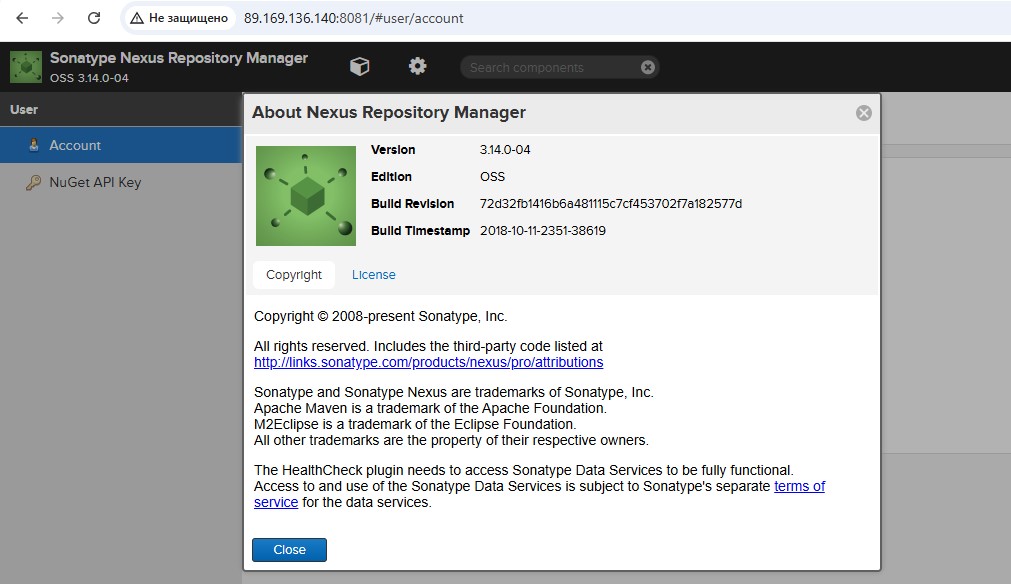 Не защищено
89.169.136.140:8081/#user/account
Sonatype Nexus Repository Manager
OSS 3.14.0-04
Search components
User
Account
NuGet API Key
About Nexus Repository Manager
Version 3.14.0-04
Edition OSS
Build Revision 72d32fb1416b6a481115c7cf453702f7a182577d
Build Timestamp 2018-10-11-2351-38619
Copyright License
Copyright © 2008-present Sonatype, Inc.
All rights reserved. Includes the third-party code listed at
http://links.sonatype.com/products/nexus/pro/attributions
Sonatype and Sonatype Nexus are trademarks of Sonatype, Inc.
Apache Maven is a trademark of the Apache Foundation.
M2Eclipse is a trademark of the Eclipse Foundation.
All other trademarks are the property of their respective owners.
The HealthCheck plugin needs to access Sonatype Data Services to be fully functional.
Access to and use of the Sonatype Data Services is subject to Sonatype's separate terms of
service for the data services.
Close